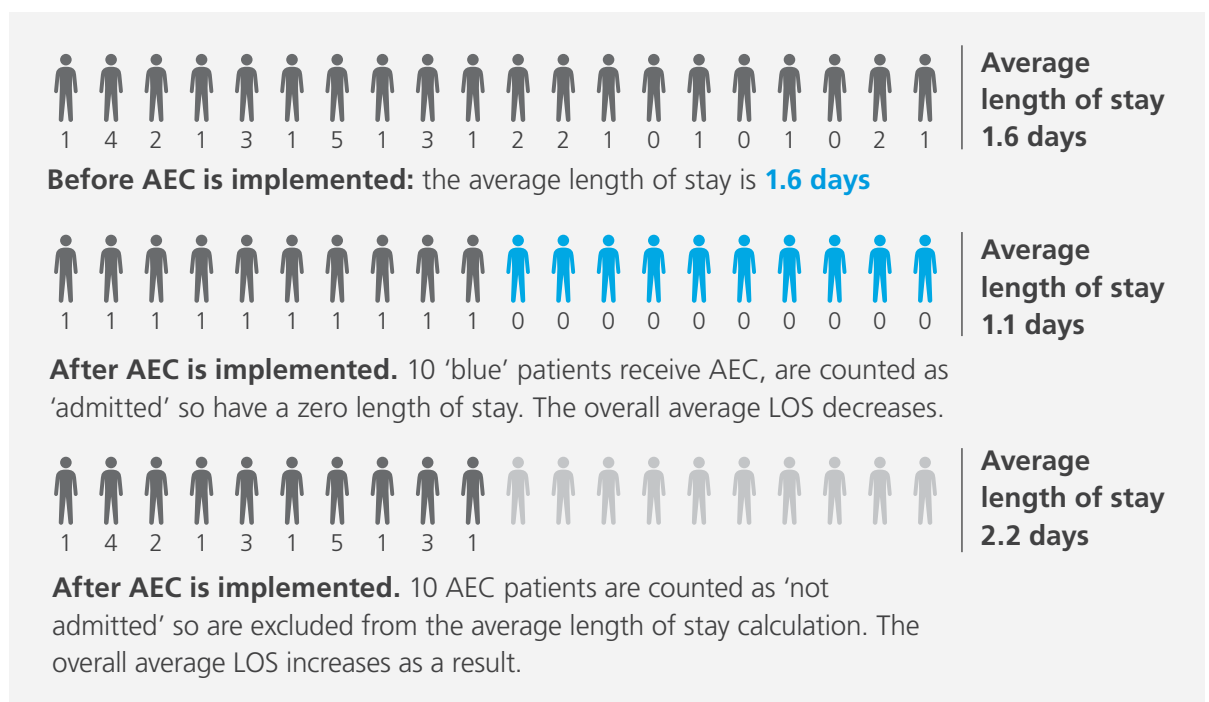 1 4 2 1 3 1 5 1 3 1 2 2 1 0 1 0 1 0 2 1
Average
length of stay
1.6 days
Before AEC is implemented: the average length of stay is 1.6 days
1 1 1 1 1 1 1 1 1 1 0 0 0 0 0 0 0 0 0 0
Average
length of stay
1.1 days
After AEC is implemented. 10 ‘blue’ patients receive AEC, are counted as
‘admitted’ so have a zero length of stay. The overall average LOS decreases.
1 4 2 1 3 1 5 1 3 1
Average
length of stay
2.2 days
After AEC is implemented. 10 AEC patients are counted as ‘not
admitted’ so are excluded from the average length of stay calculation. The
overall average LOS increases as a result.